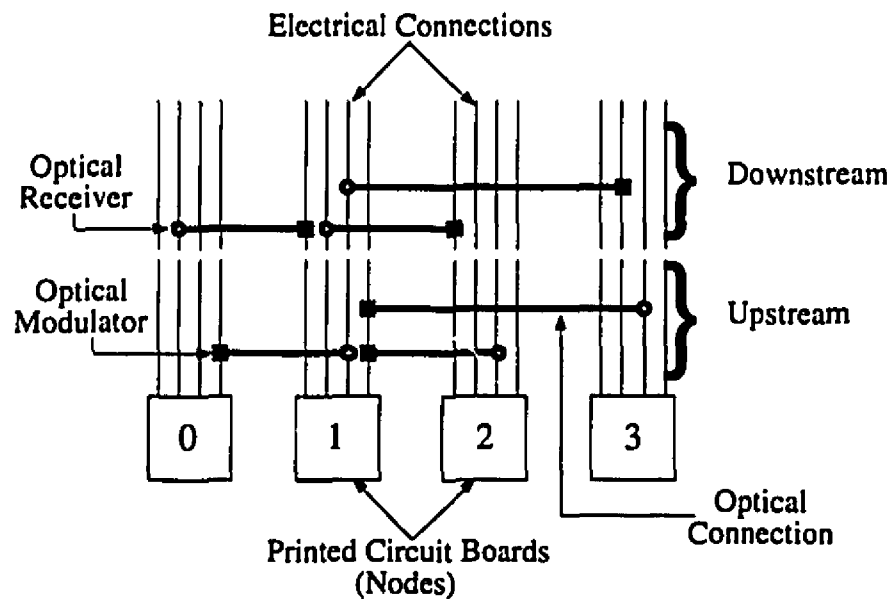 Electrical Connections
Optical
Receiver
Downstream
Optical
Modulator
Upstream
0
1
2
3
Optical
Connection
Printed Circuit Boards
(Nodes)